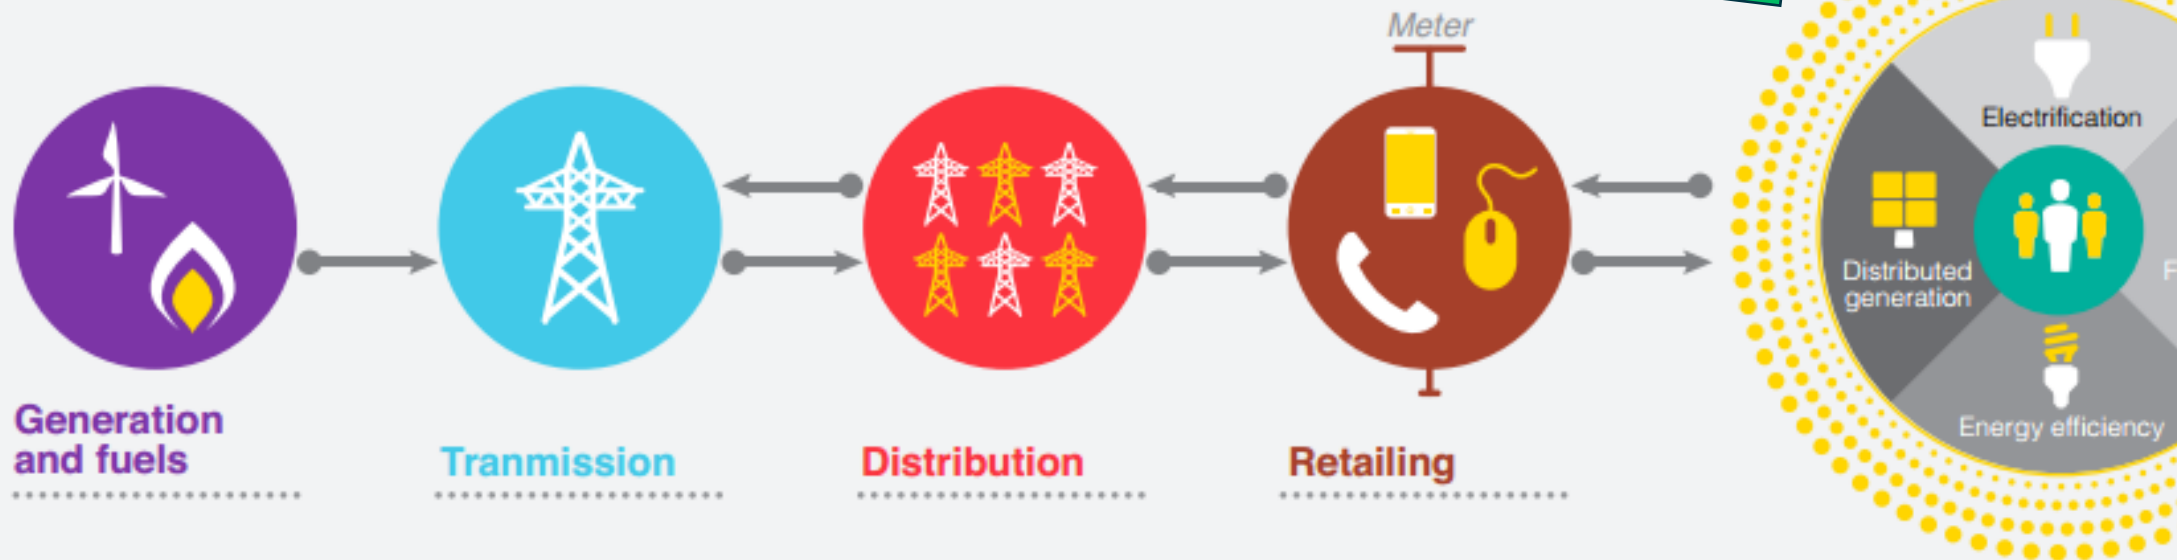 Meter
Generation
and fuels
Tranmission
Distribution
Retailing
Electrification
Distributed
generation
F
Energy efficiency